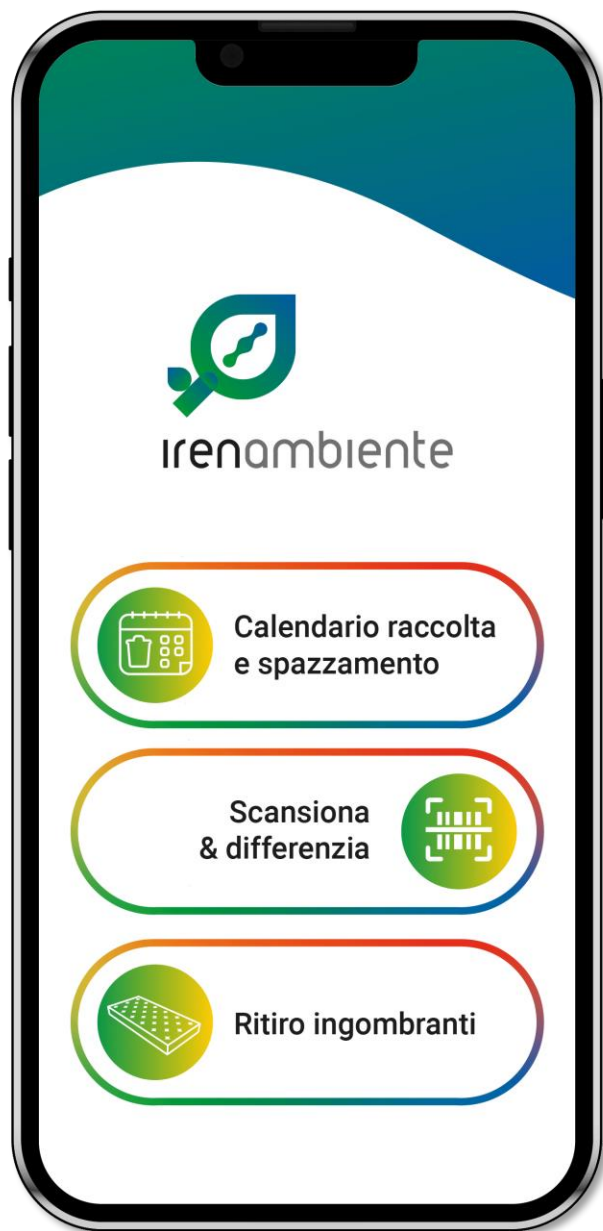 irenambiente
Calendario raccolta
e spazzamento
Scansiona
& differenzia
Ritiro ingombranti